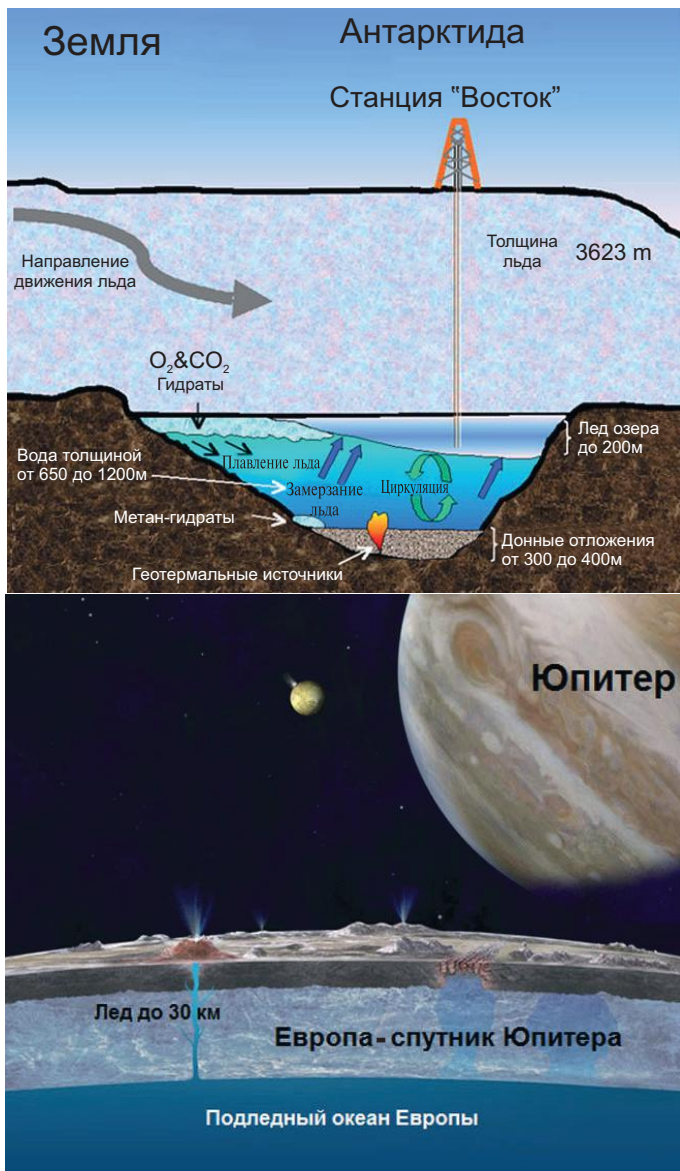 Земля
Антарктида
Станция "Восток"
Направление
движения льда
Толщина
льда
3623 m
O₂&CO₂
Гидраты
Лед озера
до 200м
Вода толщиной
от 650 до 1200м
Плавление льда
Замерзание
льда
Циркуляция
Метан-гидраты
Донные отложения
от 300 до 400м
Геотермальные источники
Юпитер
Лед до 30 км
Европа-спутник Юпитера
Подледный океан Европы